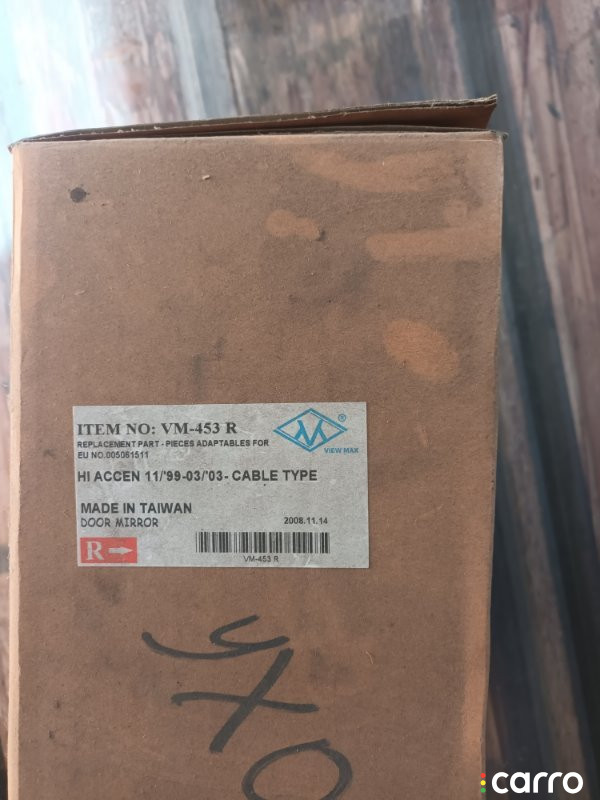 ITEM NO: VM-453 R
REPLACEMENT PART - PIECES ADAPTABLES FOR
EU NO.005061511
®
VIEW MAX
HI ACCEN 11/'99-03/'03- CABLE TYPE
MADE IN TAIWAN
DOOR MIRROR
2008.11.14
R
VM-453 R
carro